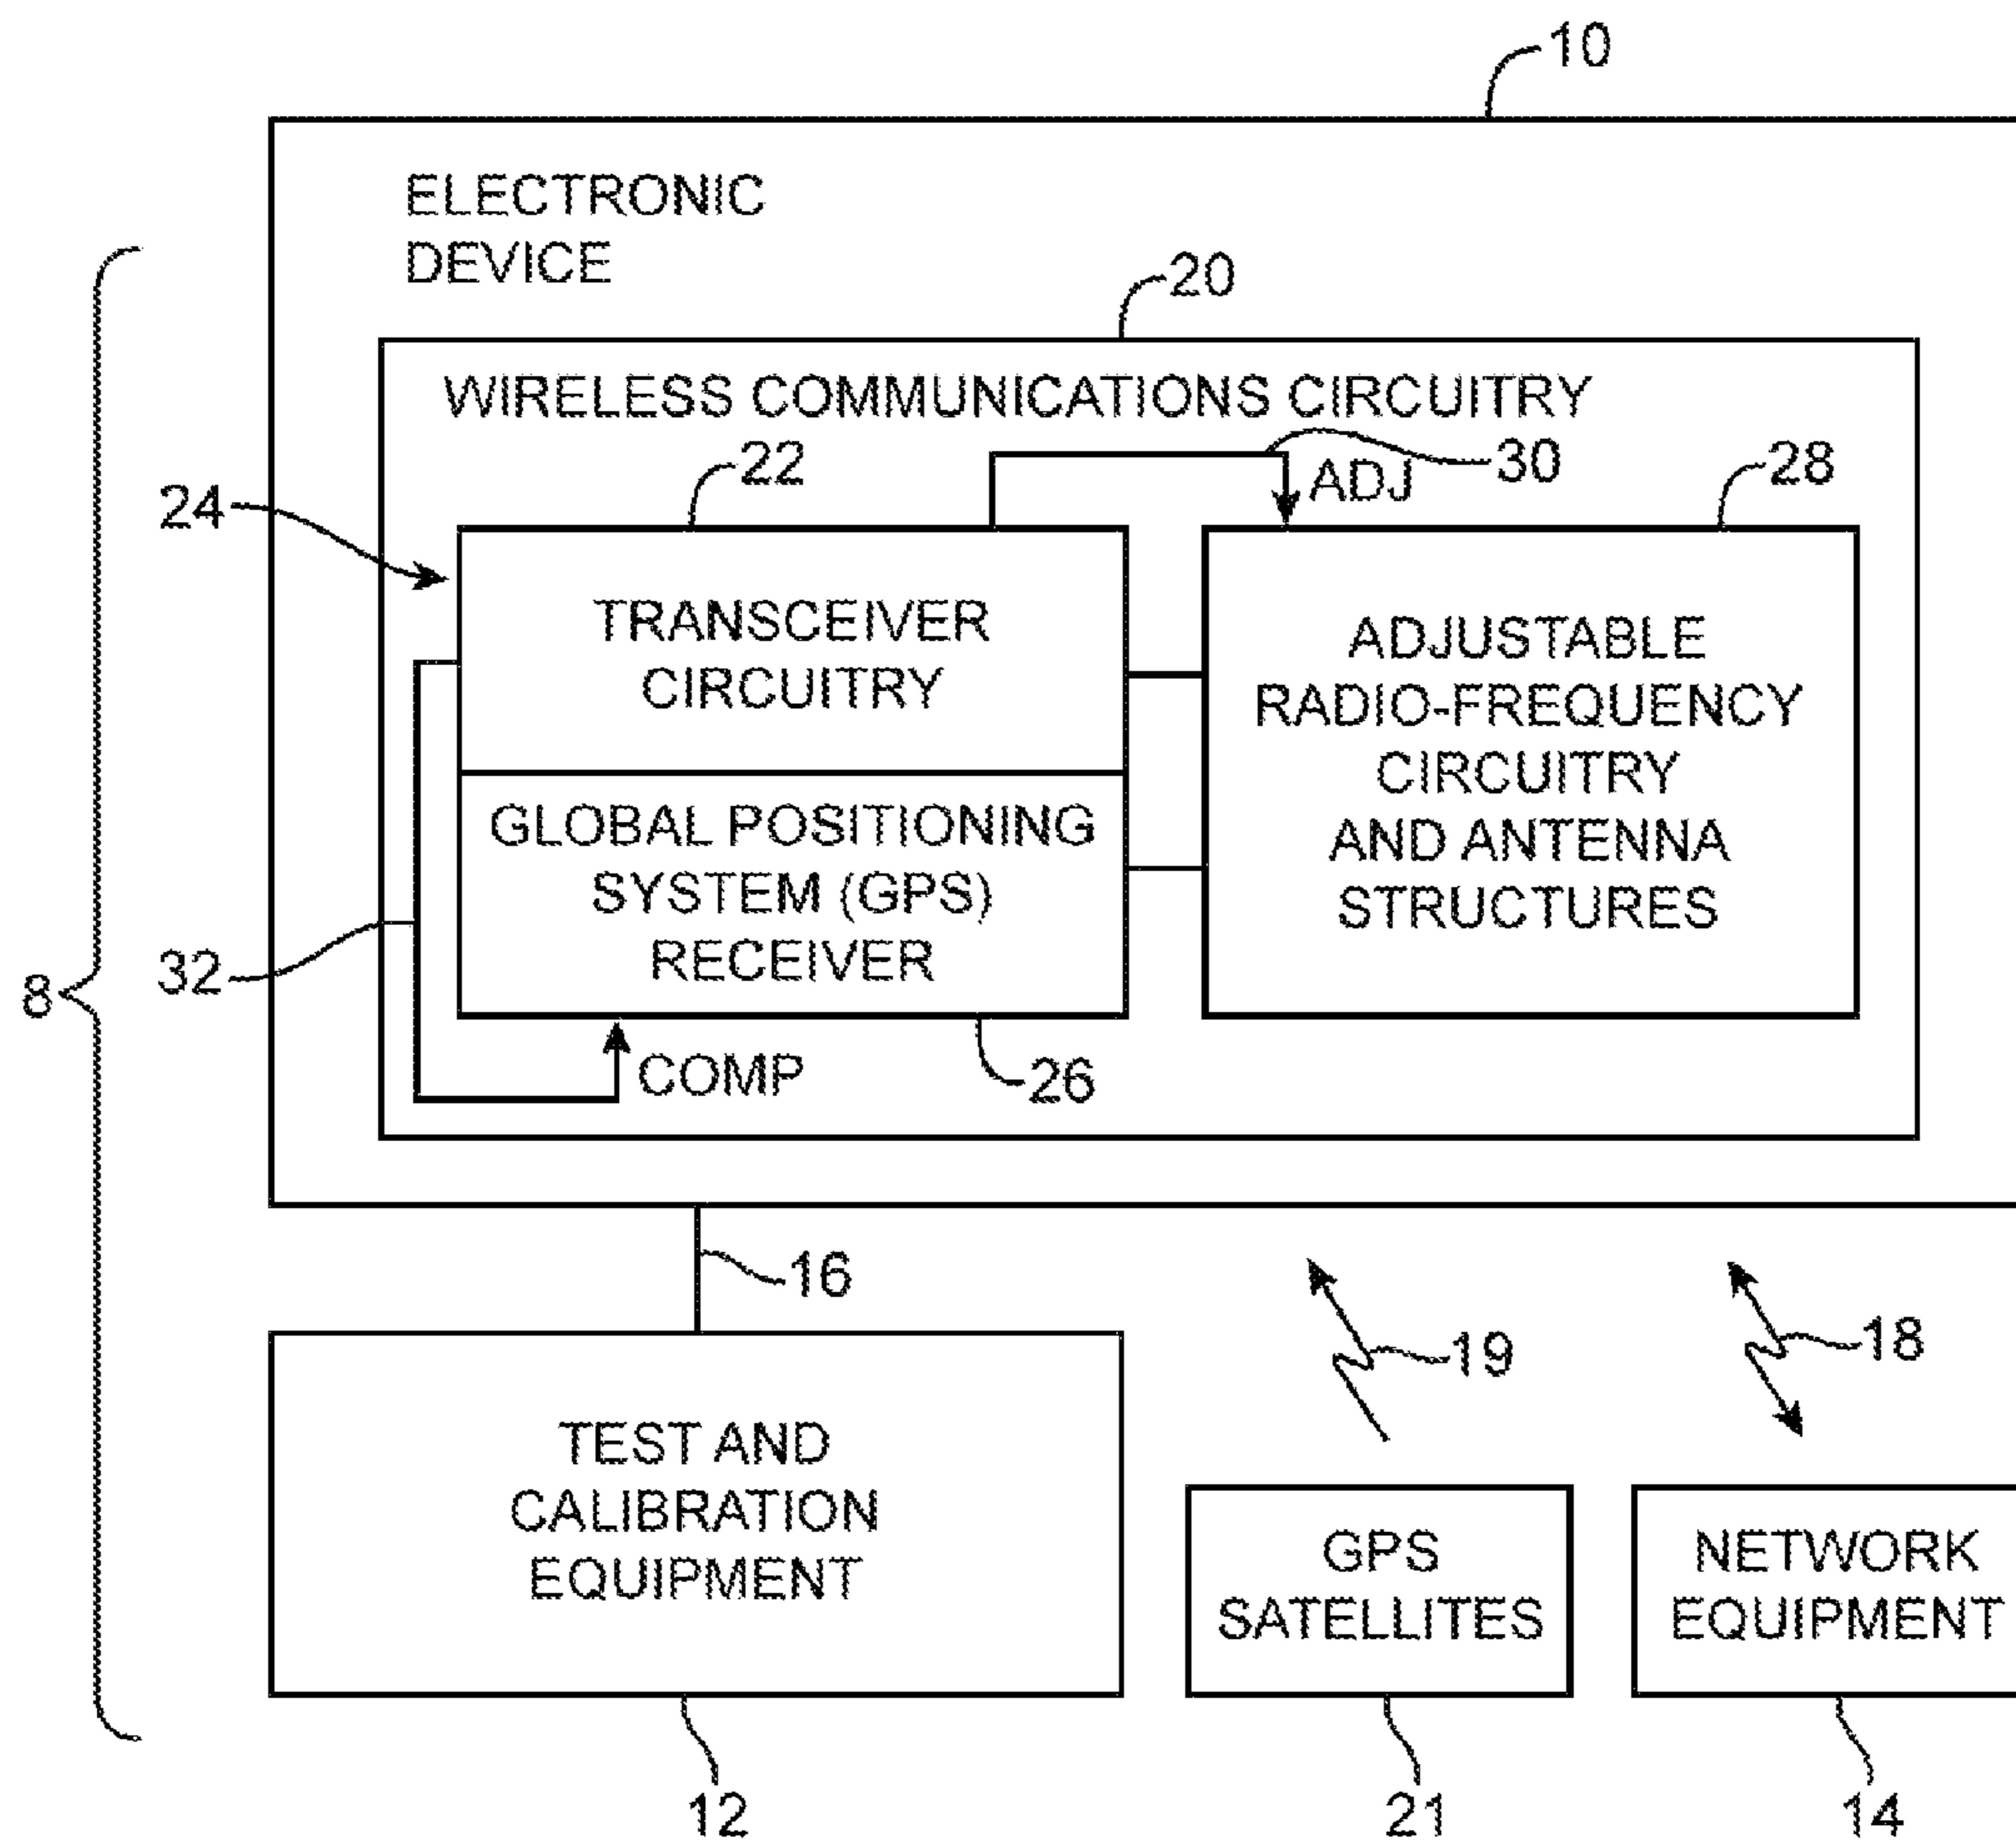 10
ELECTRONIC
DEVICE
20
WIRELESS COMMUNICATIONS CIRCUITRY
22
30
ADJ
28
24
TRANSCEIVER
CIRCUITRY
ADJUSTABLE
RADIO-FREQUENCY
CIRCUITRY
AND ANTENNA
STRUCTURES
GLOBAL POSITIONING
SYSTEM (GPS)
RECEIVER
32
8
COMP
26
16
19
18
TEST AND
CALIBRATION
EQUIPMENT
GPS
SATELLITES
NETWORK
EQUIPMENT
12
21
14